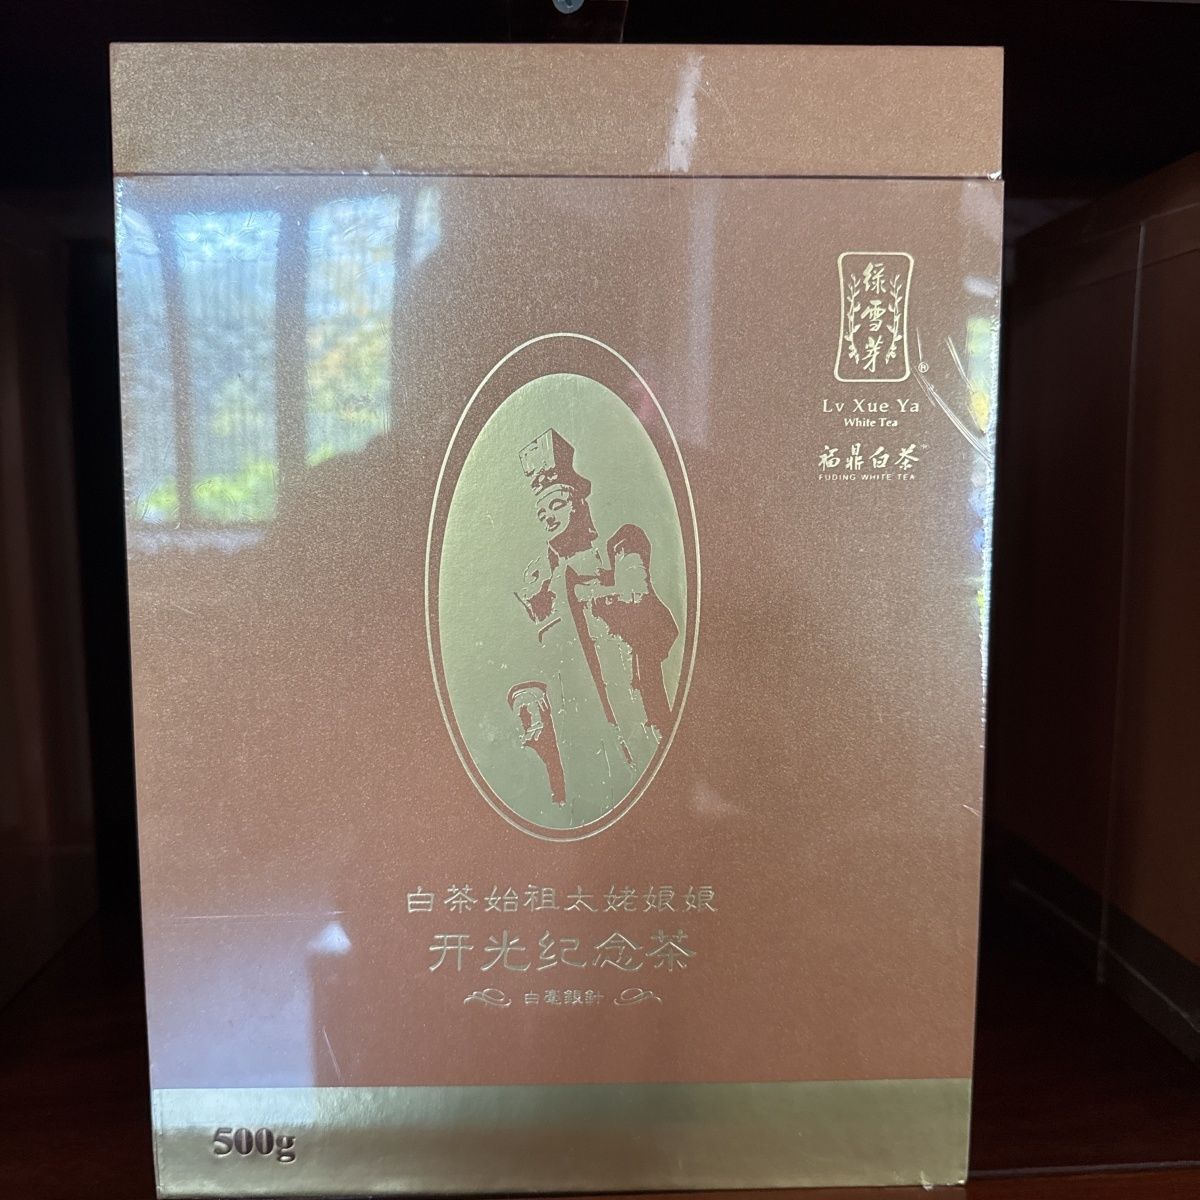 綠
雪
芽
®
Lv Xue Ya
White Tea
福鼎白茶
FUDING WHITE TEA
白茶始祖太姥娘娘
开光纪念茶
白毫銀針
500g